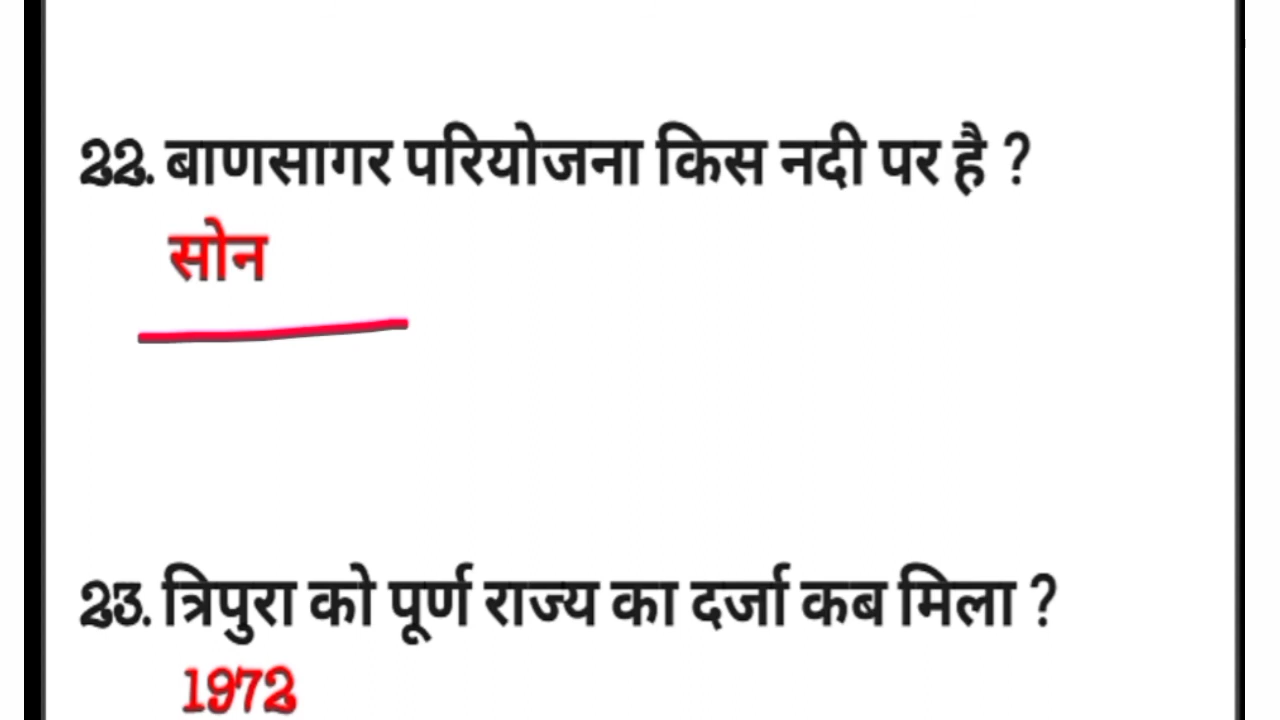 22. बाणसागर परियोजना किस नदी पर है ?
सोन
23. त्रिपुरा को पूर्ण राज्य का दर्जा कब मिला ?
1972